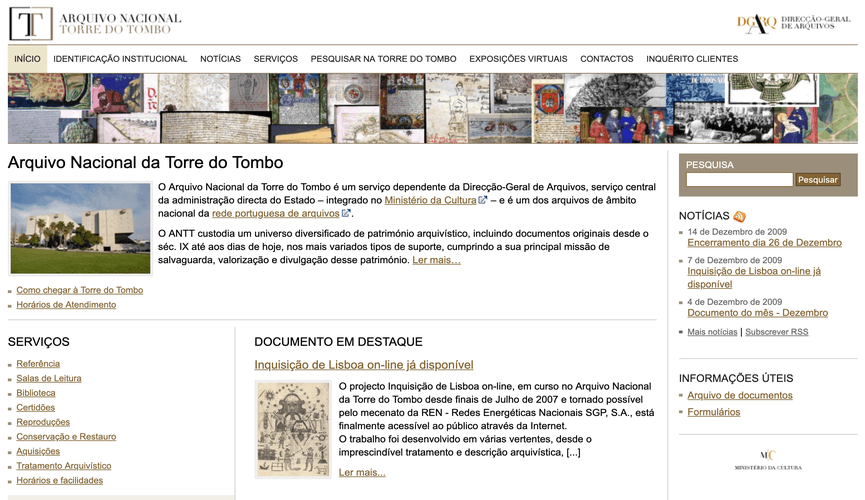 ARQUIVO NACIONAL
TORRE DO TOMBO
DGARQ
DIRECÇÃO-GERAL
DE ARQUIVOS
INÍCIO IDENTIFICAÇÃO INSTITUCIONAL NOTÍCIAS SERVIÇOS PESQUISAR NA TORRE DO TOMBO EXPOSIÇÕES VIRTUAIS CONTACTOS INQUÉRITO CLIENTES
Arquivo Nacional da Torre do Tombo
O Arquivo Nacional da Torre do Tombo é um serviço dependente da Direcção-Geral de Arquivos, serviço central
da administração directa do Estado – integrado no Ministério da Cultura – e é um dos arquivos de âmbito
nacional da rede portuguesa de arquivos.
O ANTT custodia um universo diversificado de património arquivístico, incluindo documentos originais desde o
séc. IX até aos dias de hoje, nos mais variados tipos de suporte, cumprindo a sua principal missão de
salvaguarda, valorização e divulgação desse património. Ler mais…
Como chegar à Torre do Tombo
Horários de Atendimento
SERVIÇOS
Referência
Salas de Leitura
Biblioteca
Certidões
Reproduções
Conservação e Restauro
Aquisições
Tratamento Arquivístico
Horários e facilidades
DOCUMENTO EM DESTAQUE
Inquisição de Lisboa on-line já disponível
O projecto Inquisição de Lisboa on-line, em curso no Arquivo Nacional
da Torre do Tombo desde finais de Julho de 2007 e tornado possível
pelo mecenato da REN - Redes Energéticas Nacionais SGP, S.A., está
finalmente acessível ao público através da Internet.
O trabalho foi desenvolvido em várias vertentes, desde o
imprescindível tratamento e descrição arquivística, [...]
Ler mais...
PESQUISA
Pesquisar
NOTÍCIAS
14 de Dezembro de 2009
Encerramento dia 26 de Dezembro
7 de Dezembro de 2009
Inquisição de Lisboa on-line já
disponível
4 de Dezembro de 2009
Documento do mês - Dezembro
Mais notícias | Subscrever RSS
INFORMAÇÕES ÚTEIS
Arquivo de documentos
Formulários
MC
MINISTÉRIO DA CULTURA